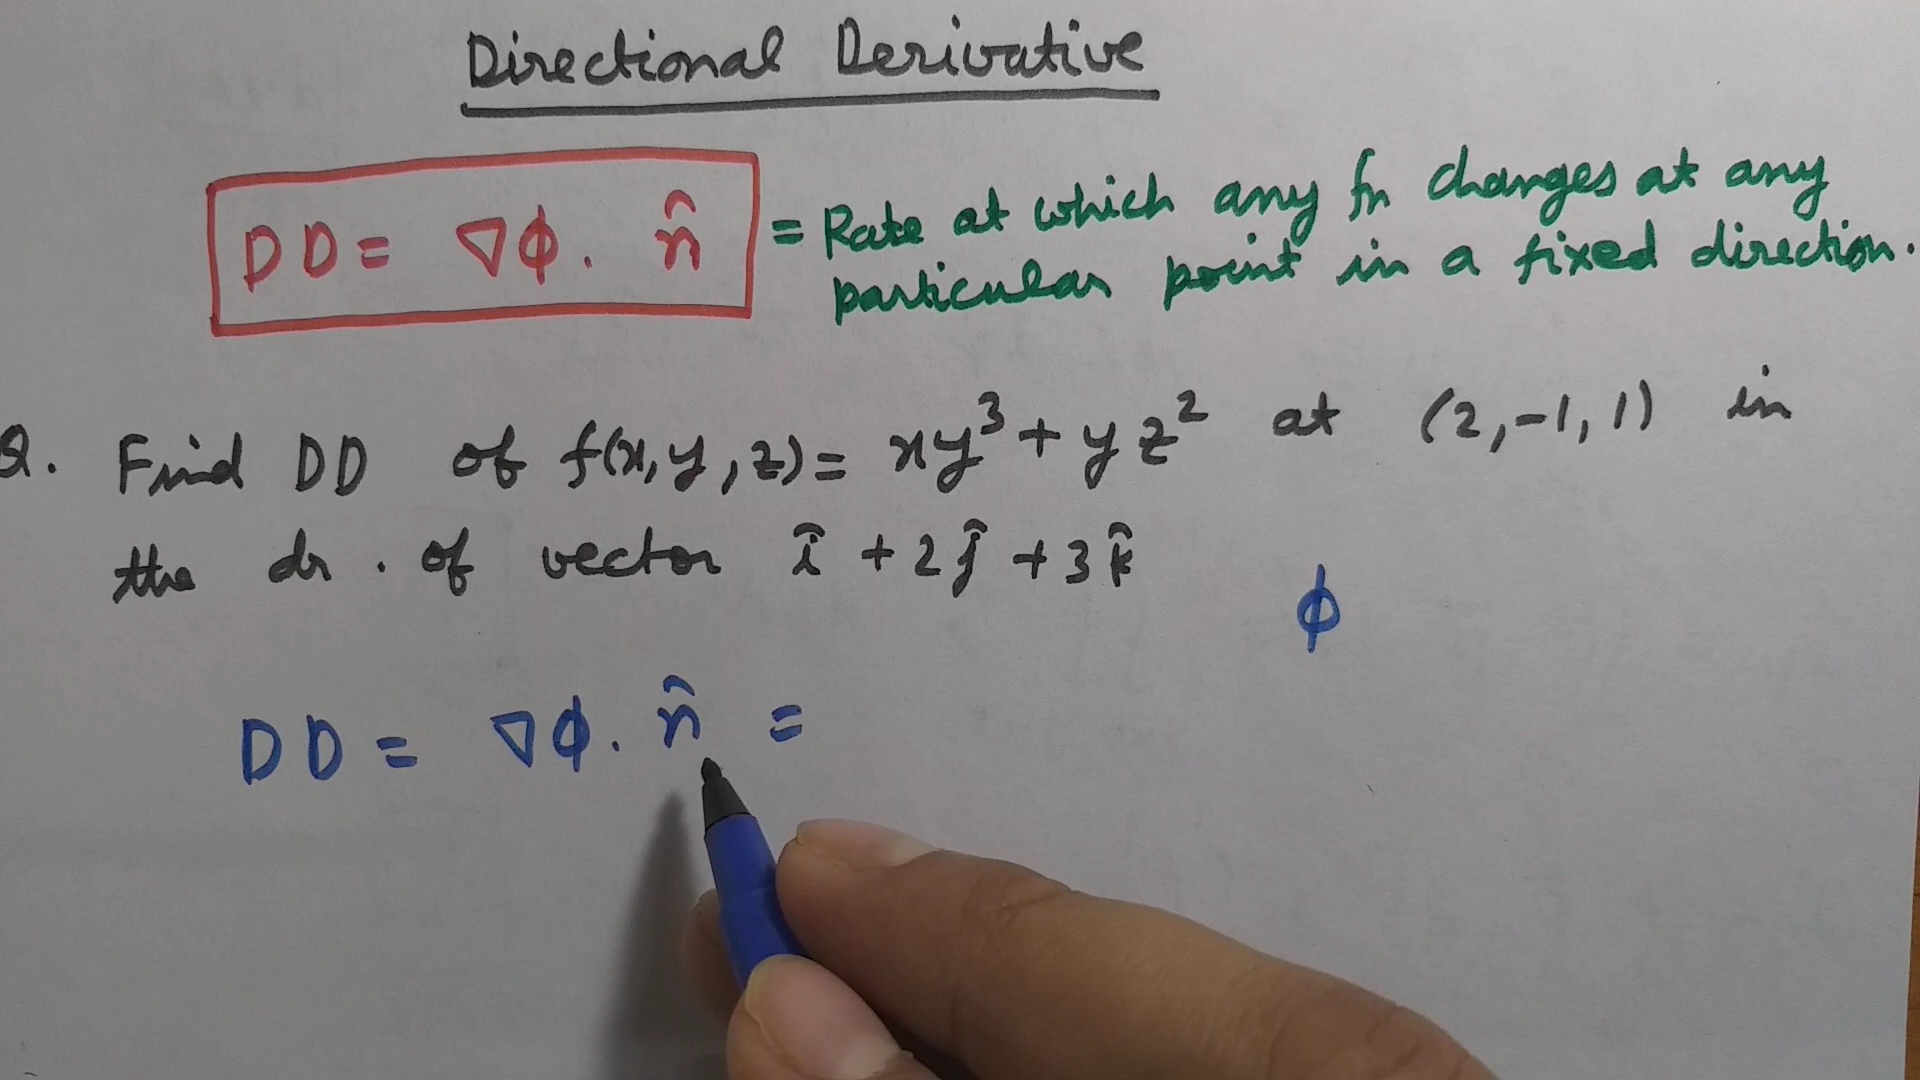 Directional Derivative
DD = ∇ϕ. n̂ = Rate at which any fn changes at any
particular point in a fixed direction.
Q. Find DD of f(x,y,z) = xy³ + yz² at (2,-1,1) in
the dr. of vector î + 2ĵ + 3k̂
ϕ
DD = ∇ϕ. n̂ =